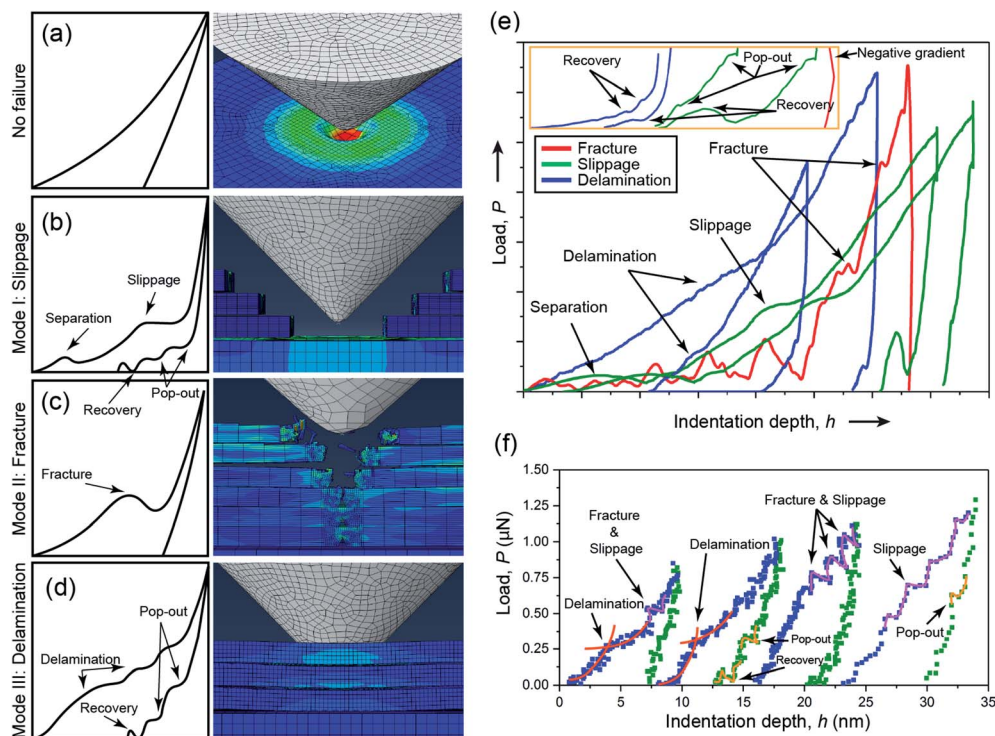 (a)
No failure
(b)
Mode I: Slippage
Slippage
Separation
Pop-out
Recovery
(c)
Mode II: Fracture
Fracture
(d)
Mode III: Delamination
Pop-out
Delamination
Recovery
(e)
Negative gradient
Pop-out
Recovery
Recovery
Fracture
Slippage
Delamination
Fracture
Slippage
Delamination
Separation
Load, P
Indentation depth, h
(f)
1.50
1.25
1.00
0.75
0.50
0.25
0.00
Load, P (µN)
Fracture & Slippage
Fracture
&
Slippage
Delamination
Slippage
Delamination
Pop-out
Pop-out
Recovery
0 5 10 15 20 25 30 35
Indentation depth, h (nm)